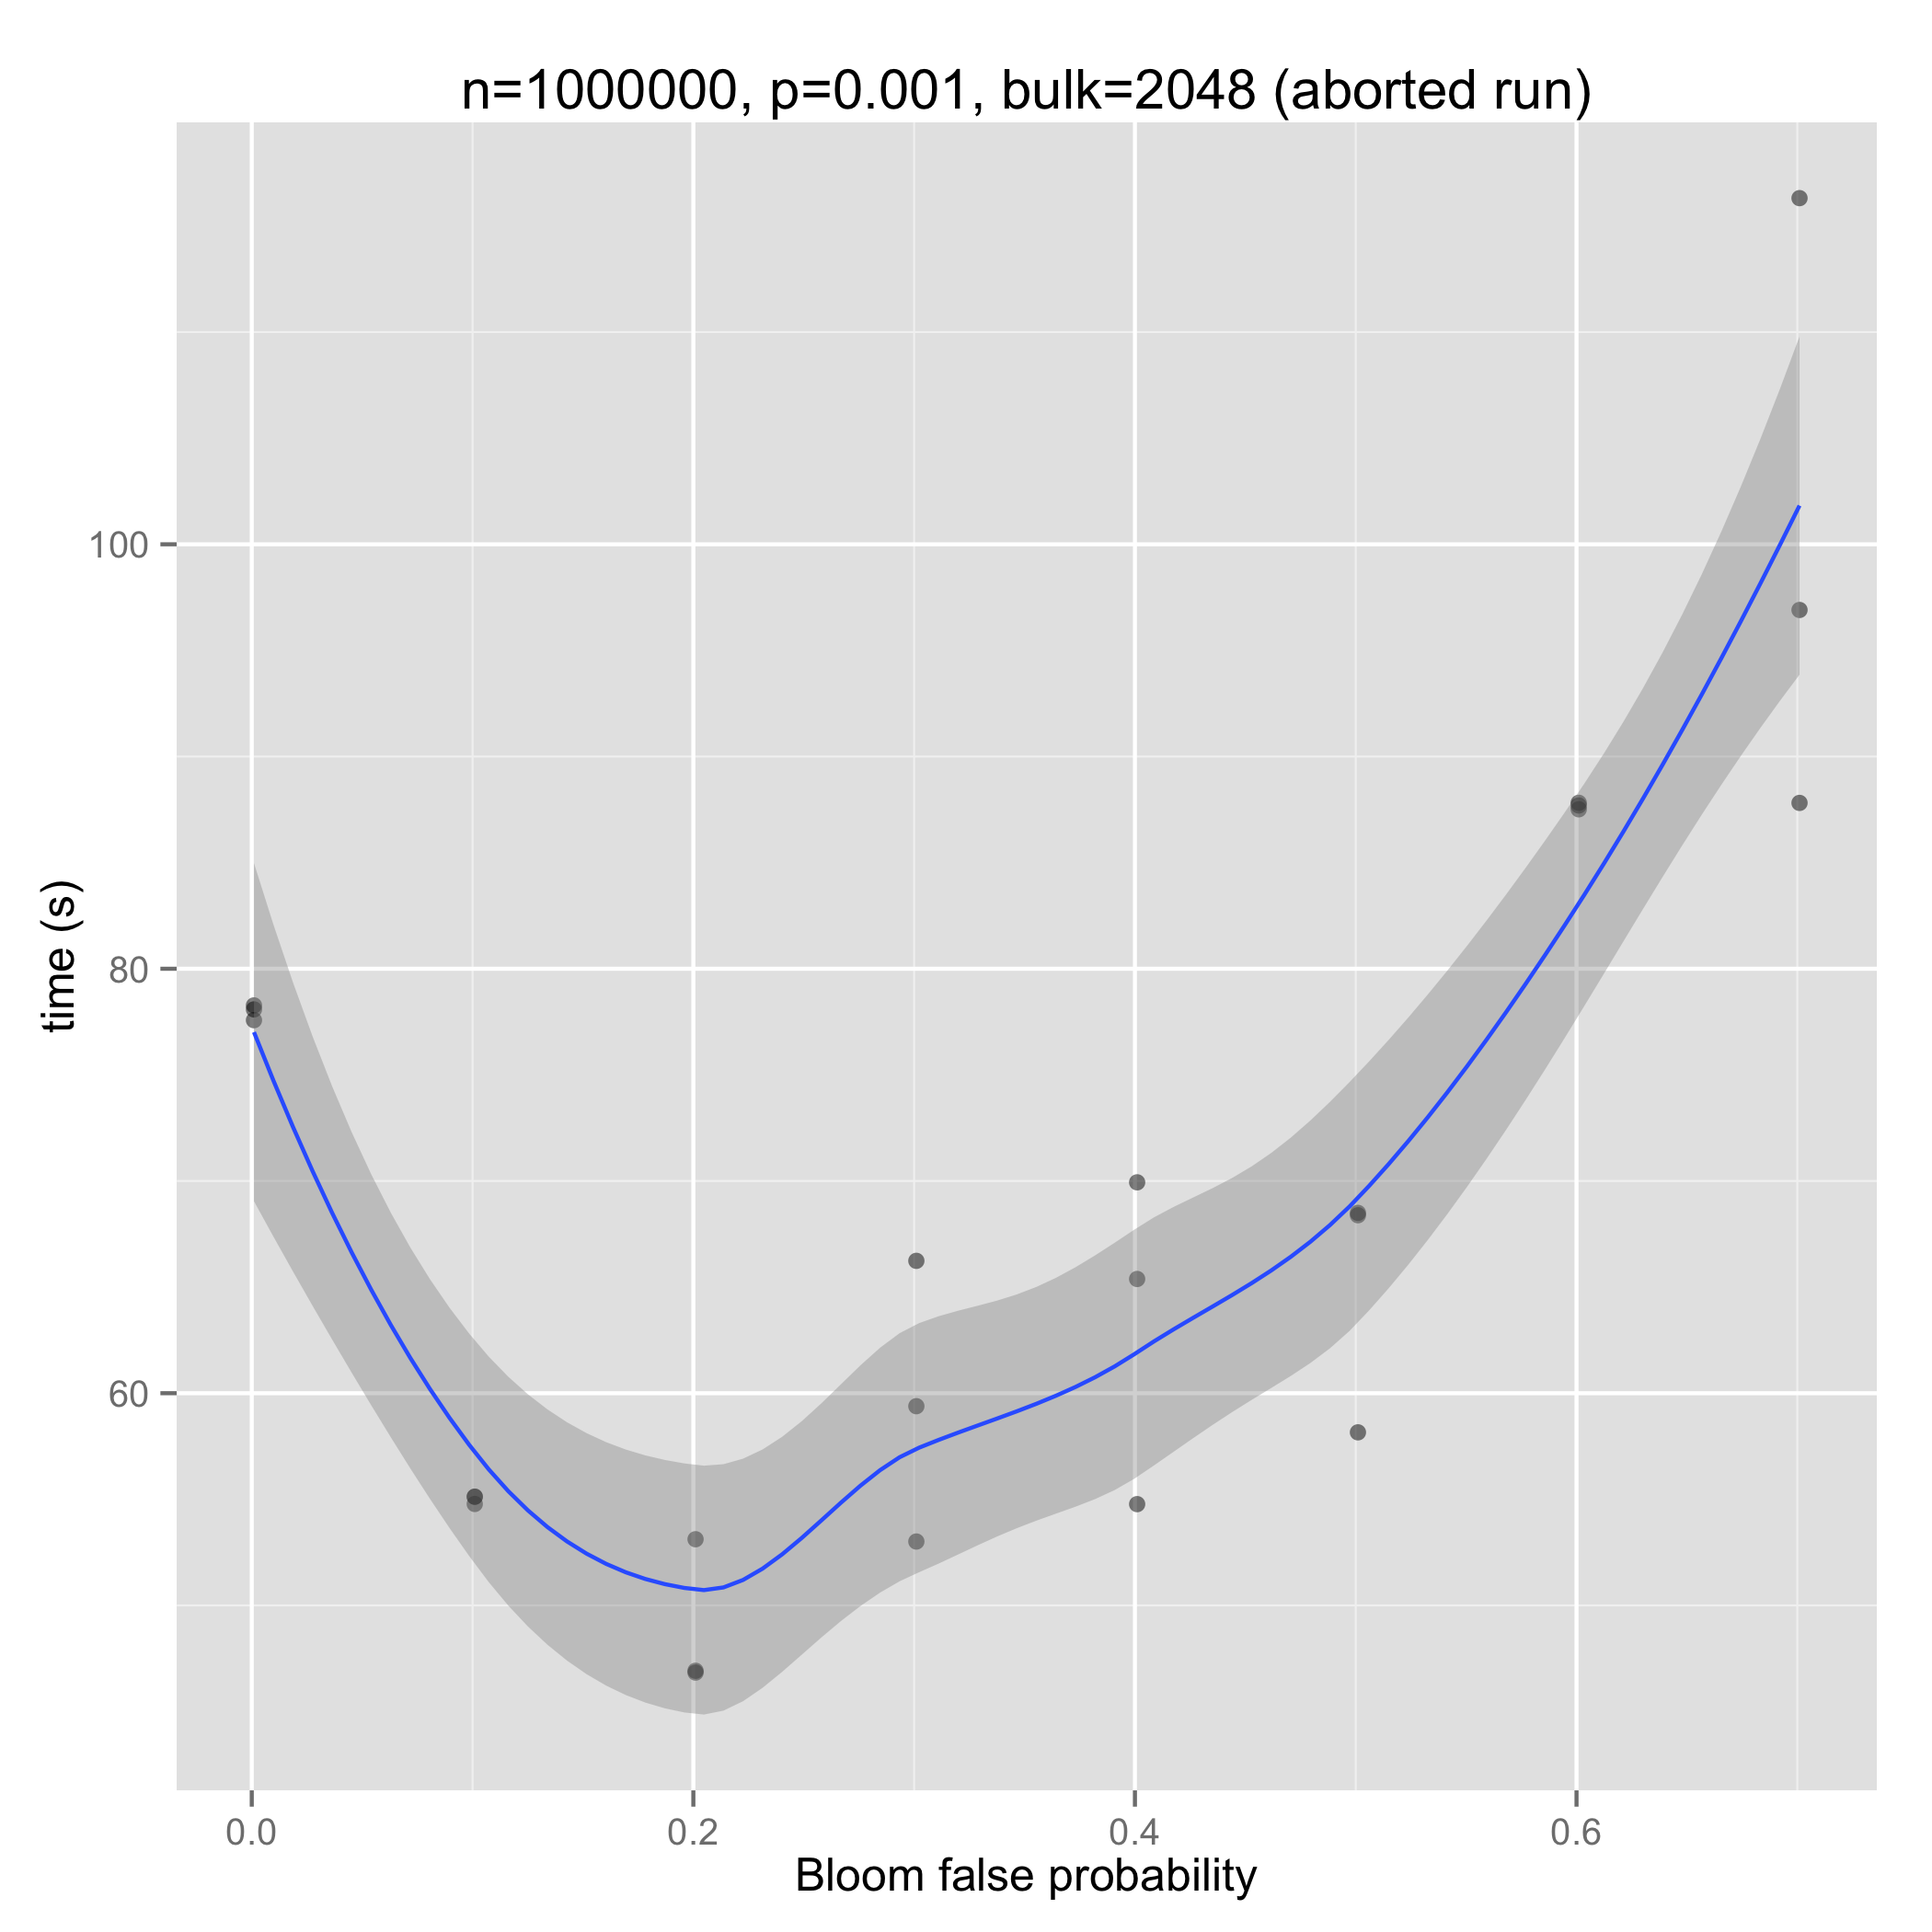 n=1000000, p=0.001, bulk=2048 (aborted run)
100
80
60
time (s)
0.0 0.2 0.4 0.6
Bloom false probability